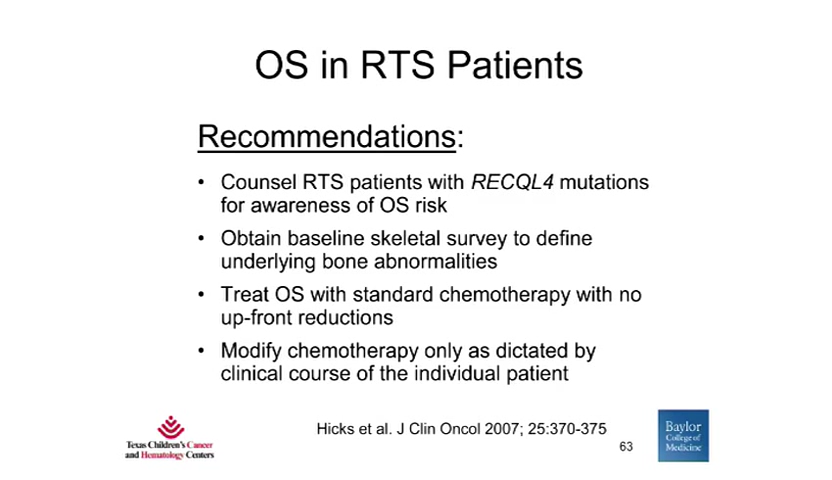 OS in RTS Patients
Recommendations:
• Counsel RTS patients with RECQL4 mutations
for awareness of OS risk
• Obtain baseline skeletal survey to define
underlying bone abnormalities
• Treat OS with standard chemotherapy with no
up-front reductions
• Modify chemotherapy only as dictated by
clinical course of the individual patient
Texas Children's Cancer
and Hematology Centers
Hicks et al. J Clin Oncol 2007; 25:370-375
63
Baylor
College of
Medicine